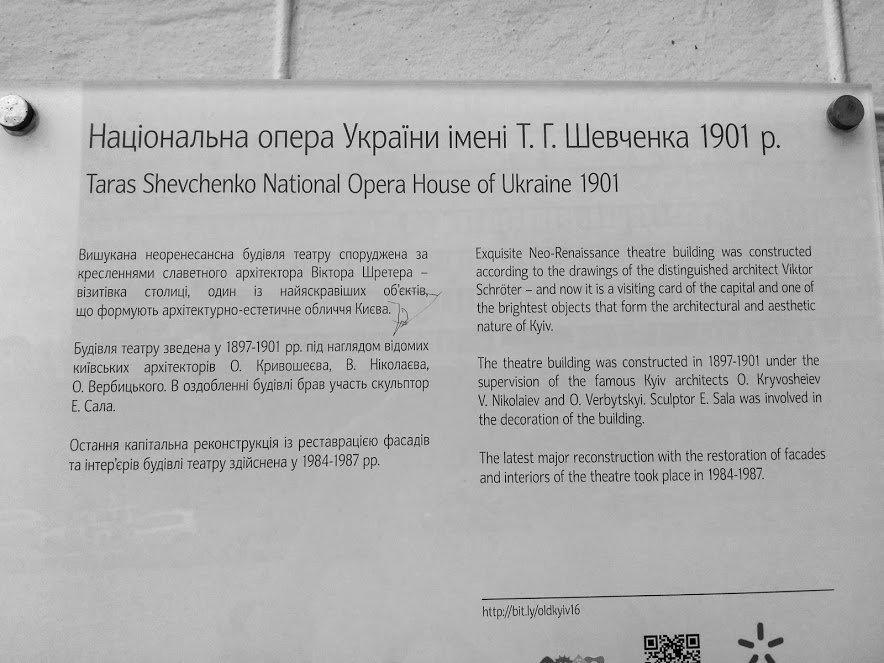 Національна опера України імені Т. Г. Шевченка 1901 р.
Taras Shevchenko National Opera House of Ukraine 1901
Вишукана неоренесансна будівля театру споруджена за
кресленнями славетного архітектора Віктора Шретера –
візитівка столиці, один із найяскравіших об'єктів,
що формують архітектурно-естетичне обличчя Києва.
Будівля театру зведена у 1897-1901 рр. під наглядом відомих
київських архітекторів О. Кривошеєва, В. Ніколаєва,
О. Вербицького. В оздобленні будівлі брав участь скульптор
Е. Сала.
Остання капітальна реконструкція із реставрацією фасадів
та інтер'єрів будівлі театру здійснена у 1984-1987 рр.
Exquisite Neo-Renaissance theatre building was constructed
according to the drawings of the distinguished architect Viktor
Schröter – and now it is a visiting card of the capital and one of
the brightest objects that form the architectural and aesthetic
nature of Kyiv.
The theatre building was constructed in 1897-1901 under the
supervision of the famous Kyiv architects O. Kryvosheiev
V. Nikolaiev and O. Verbytskyi. Sculptor E. Sala was involved in
the decoration of the building.
The latest major reconstruction with the restoration of facades
and interiors of the theatre took place in 1984-1987.
http://bit.ly/oldkyiv16